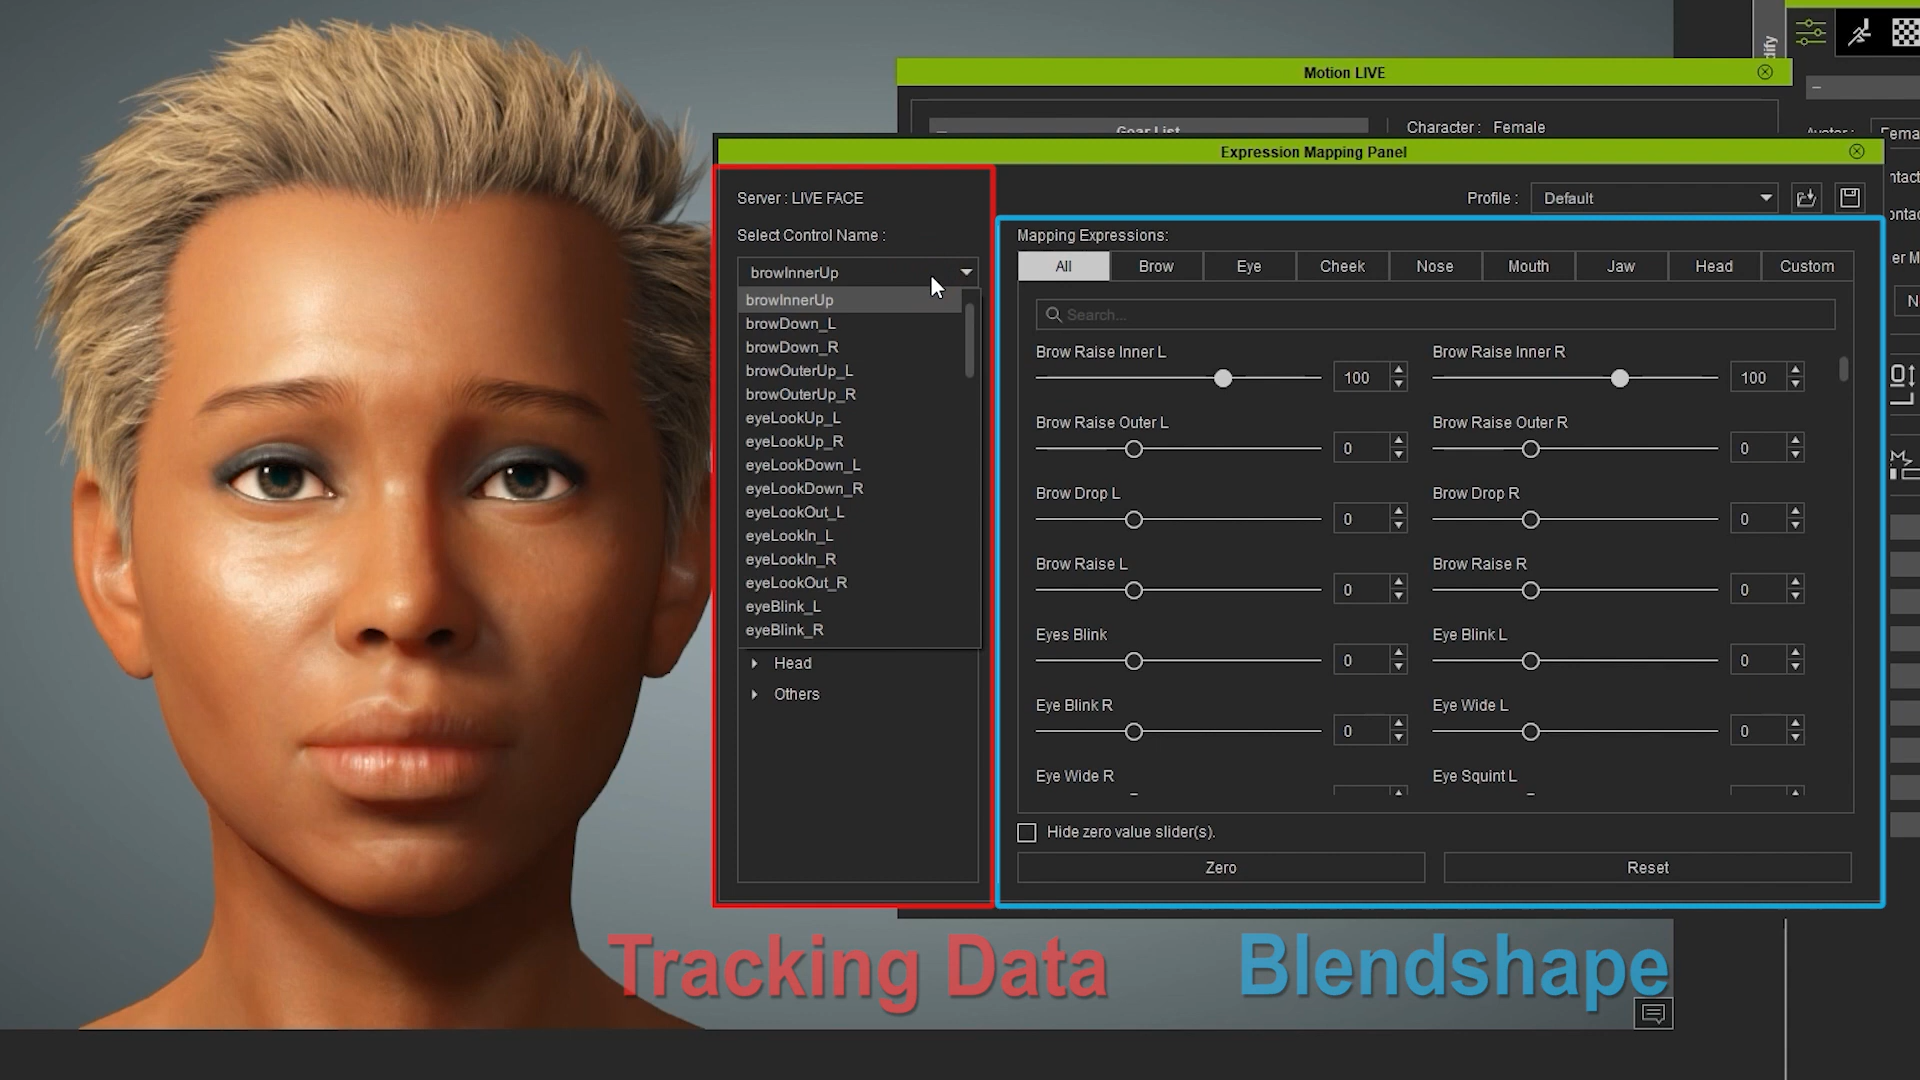 dify
Motion LIVE
Gear List
Character : Female
Avatar :
Expression Mapping Panel
Server : LIVE FACE
Profile :
Default
Select Control Name :
browInnerUp
browInnerUp
browDown_L
browDown_R
browOuterUp_L
browOuterUp_R
eyeLookUp_L
eyeLookUp_R
eyeLookDown_L
eyeLookDown_R
eyeLookOut_L
eyeLookIn_L
eyeLookIn_R
eyeLookOut_R
eyeBlink_L
eyeBlink_R
Head
Others
Mapping Expressions:
All Brow Eye Cheek Nose Mouth Jaw Head Custom
Search...
Brow Raise Inner L
100
Brow Raise Inner R
100
Brow Raise Outer L
0
Brow Raise Outer R
0
Brow Drop L
0
Brow Drop R
0
Brow Raise L
0
Brow Raise R
0
Eyes Blink
0
Eye Blink L
0
Eye Blink R
0
Eye Wide L
0
Eye Wide R
Eye Squint L
Hide zero value slider(s).
Zero
Reset
Tracking Data
Blendshape